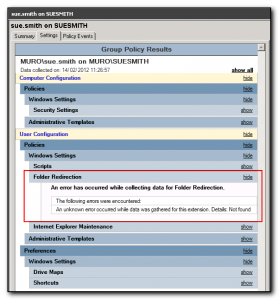 sue.smith on SUESMITH
sue.smith on SUESMITH
Summary Settings Policy Events
Group Policy Results
MURO\sue.smith on MURO\SUESMITH
Data collected on: 14/02/2012 11:28:57 show all
Computer Configuration hide
Policies hide
Windows Settings hide
Security Settings show
Administrative Templates show
User Configuration hide
Policies hide
Windows Settings hide
Scripts show
Folder Redirection hide
An error has occurred while collecting data for Folder Redirection.
The following errors were encountered:
An unknown error occurred while data was gathered for this extension. Details: Not found
Internet Explorer Maintenance show
Administrative Templates show
Preferences hide
Windows Settings hide
Drive Maps show
Shortcuts show